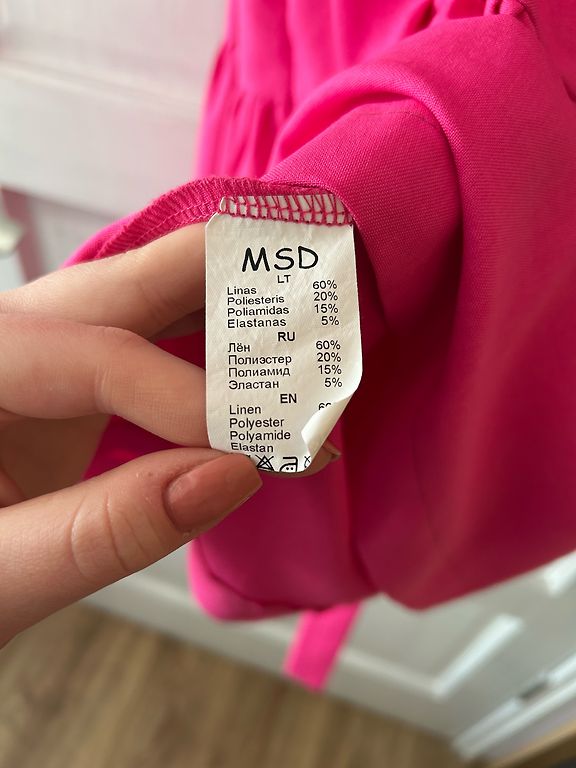 MSD
LT
Linas 60%
Poliesteris 20%
Poliamidas 15%
Elastanas 5%
RU
Лён 60%
Полиэстер 20%
Полиамид 15%
Эластан 5%
EN
Linen
Polyester
Polyamide
Elastan